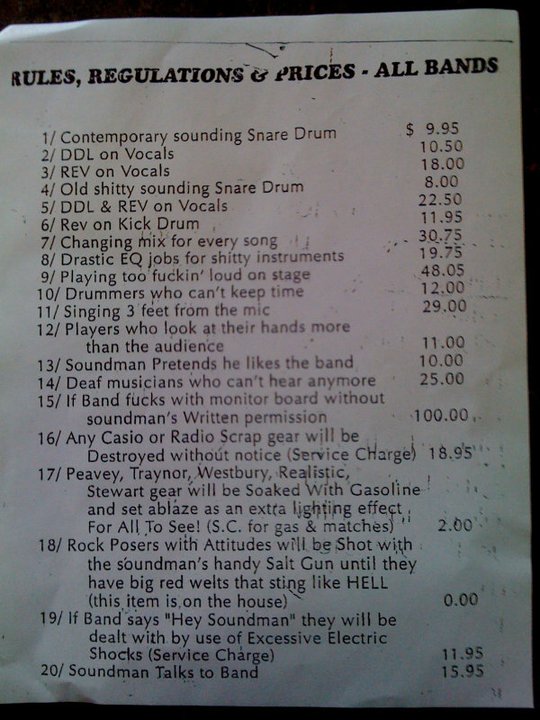 RULES, REGULATIONS & PRICES - ALL BANDS
1/ Contemporary sounding Snare Drum $ 9.95
2/ DDL on Vocals 10.50
3/ REV on Vocals 18.00
4/ Old shitty sounding Snare Drum 8.00
5/ DDL & REV on Vocals 22.50
6/ Rev on Kick Drum 11.95
7/ Changing mix for every song 30.75
8/ Drastic EQ jobs for shitty instruments 19.75
9/ Playing too fuckin' loud on stage 48.05
10/ Drummers who can't keep time 12.00
11/ Singing 3 feet from the mic 29.00
12/ Players who look at their hands more
than the audience 11.00
13/ Soundman Pretends he likes the band 10.00
14/ Deaf musicians who can't hear anymore 25.00
15/ If Band fucks with monitor board without
soundman's Written permission 100.00
16/ Any Casio or Radio Scrap gear will be
Destroyed without notice (Service Charge) 18.95
17/ Peavey, Traynor, Westbury, Realistic,
Stewart gear will be Soaked With Gasoline
and set ablaze as an extra lighting effect
For All To See! (S.C. for gas & matches) 2.00
18/ Rock Posers with Attitudes will be Shot with
the soundman's handy Salt Gun until they
have big red welts that sting like HELL
(this item is on the house) 0.00
19/ If Band says "Hey Soundman" they will be
dealt with by use of Excessive Electric
Shocks (Service Charge) 11.95
20/ Soundman Talks to Band 15.95